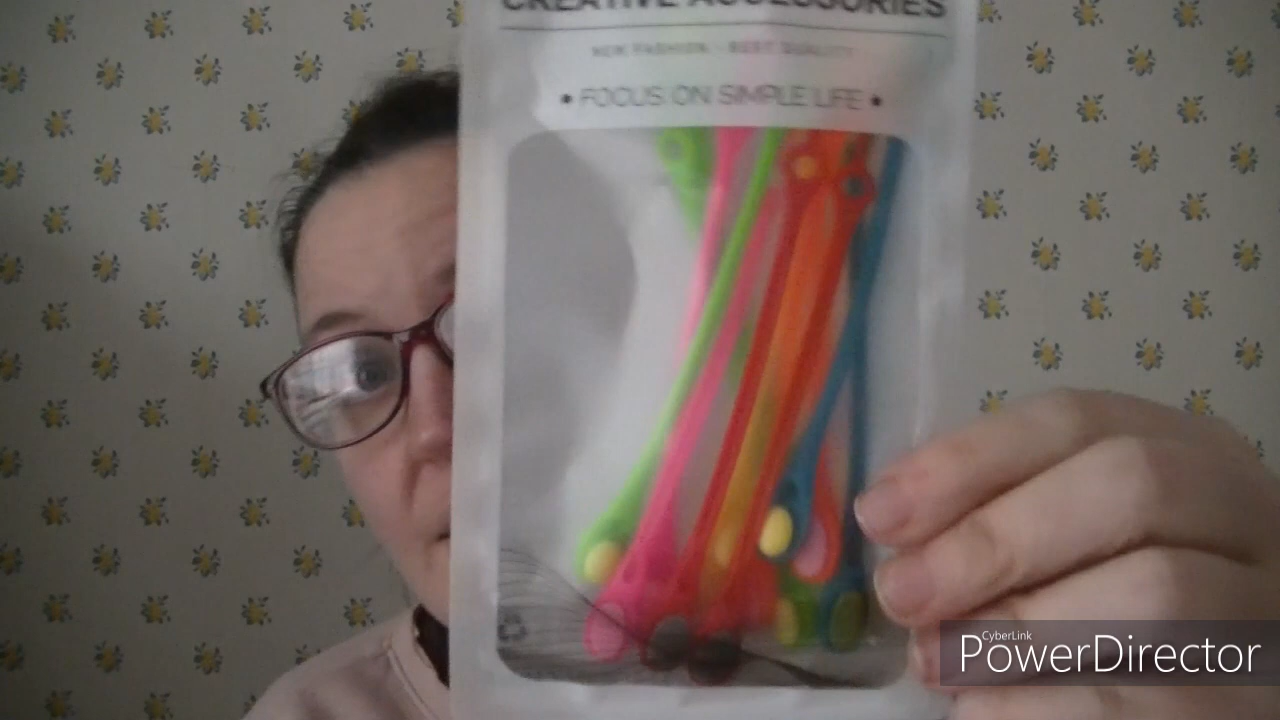 CREATIVE ACCESSORIES
NEW FASHION - BEST QUALITY
• FOCUS ON SIMPLE LIFE •
CyberLink
PowerDirector